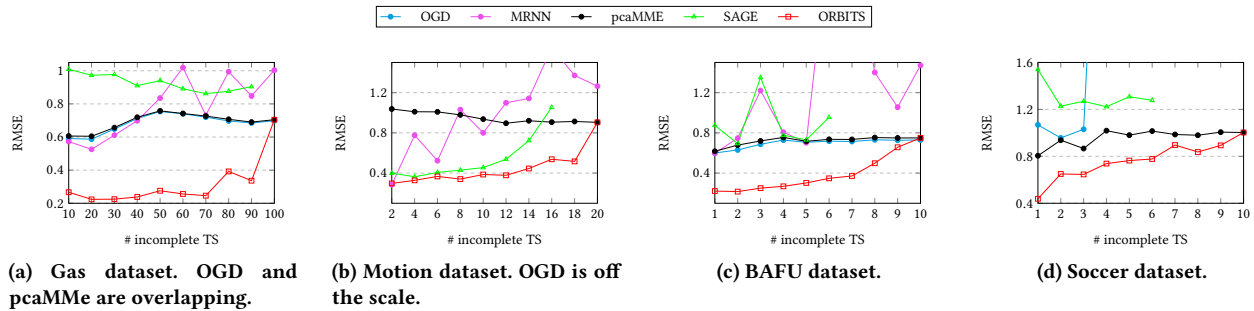 OGD MRNN pcaMME SAGE ORBITS
1
0.8
0.6
0.4
0.2
RMSE
10 20 30 40 50 60 70 80 90 100
# incomplete TS
(a) Gas dataset. OGD and
pcaMMe are overlapping.
1.2
0.8
0.4
RMSE
2 4 6 8 10 12 14 16 18 20
# incomplete TS
(b) Motion dataset. OGD is off
the scale.
1.2
0.8
0.4
RMSE
1 2 3 4 5 6 7 8 9 10
# incomplete TS
(c) BAFU dataset.
1.6
1.2
0.8
0.4
RMSE
1 2 3 4 5 6 7 8 9 10
# incomplete TS
(d) Soccer dataset.